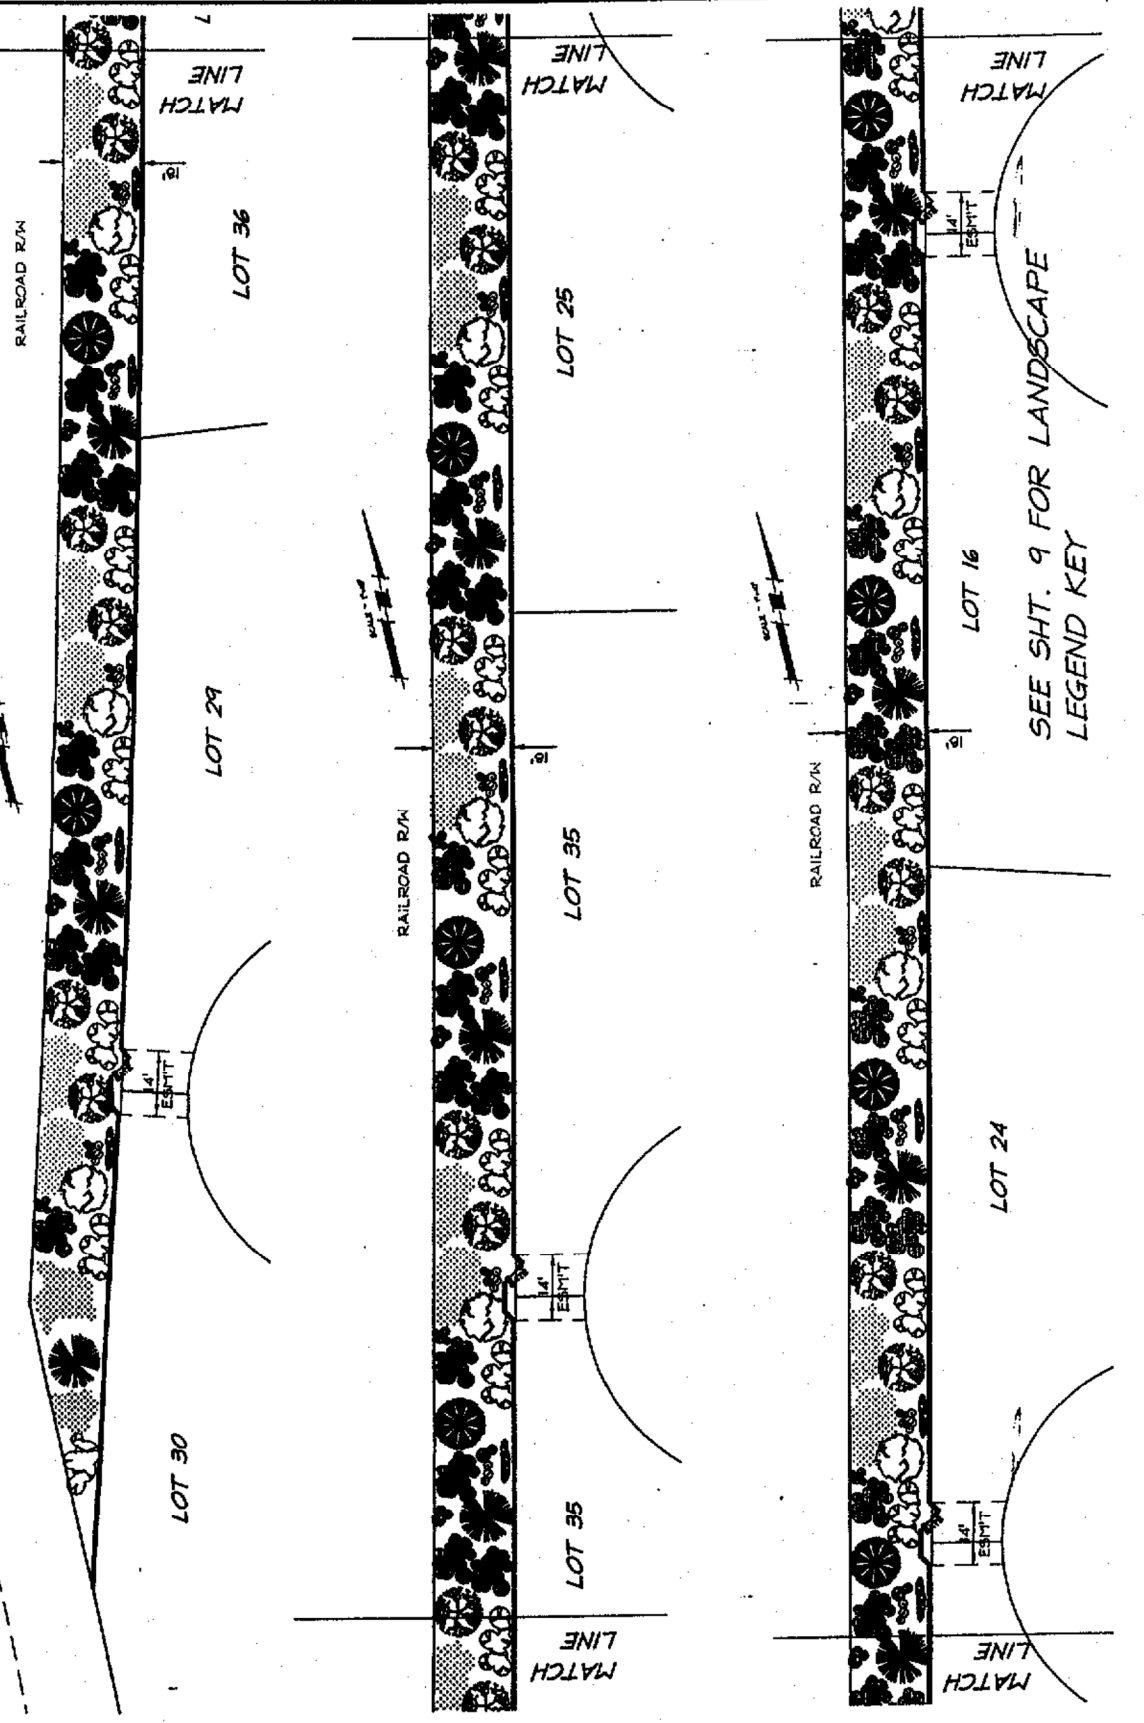 MATCH
LINE
RAILROAD R/W
LOT 36
LOT 29
14'
ESM'T
LOT 30
MATCH
LINE
LOT 25
RAILROAD R/W
LOT 35
14'
ESM'T
LOT 35
MATCH
LINE
MATCH
LINE
14'
ESM'T
LOT 16
RAILROAD R/W
LOT 24
14'
ESM'T
MATCH
LINE
SEE SHT. 9 FOR LANDSCAPE
LEGEND KEY